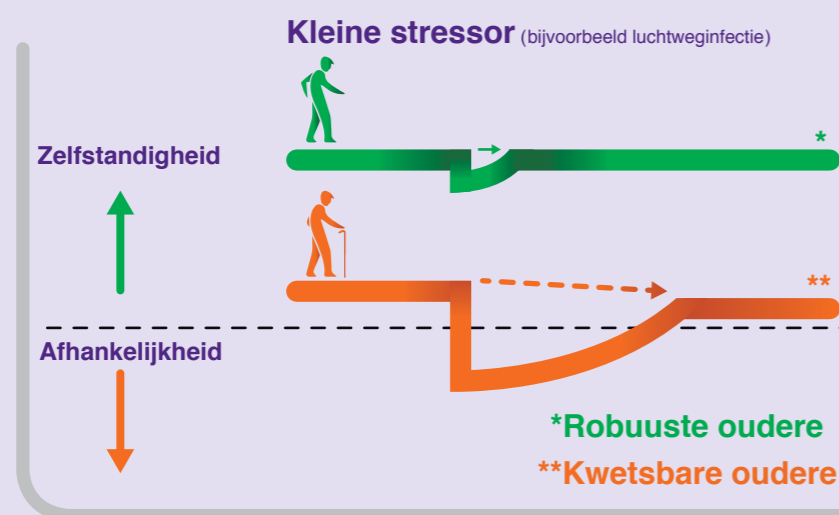 Kleine stressor (bijvoorbeeld luchtweginfectie)
*
Zelfstandigheid
**
Afhankelijkheid
*Robuuste oudere
**Kwetsbare oudere